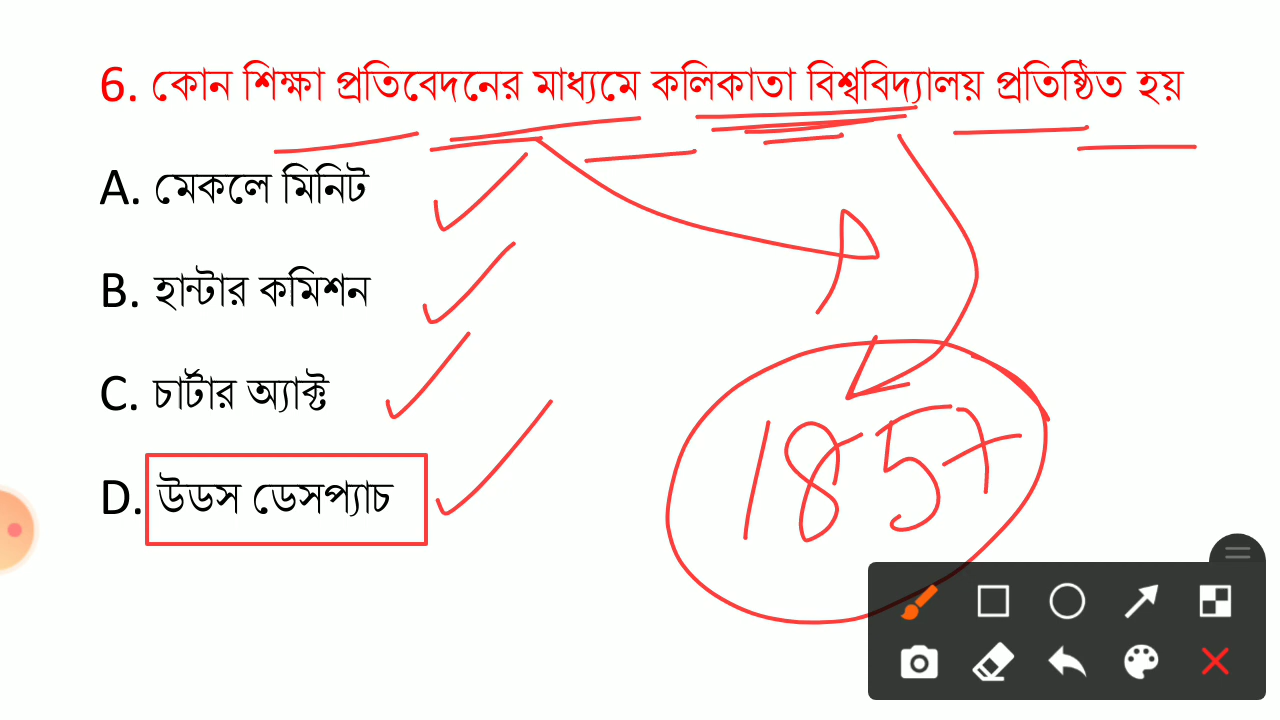 6. কোন শিক্ষা প্রতিবেদনের মাধ্যমে কলিকাতা বিশ্ববিদ্যালয় প্রতিষ্ঠিত হয়
A. মেকলে মিনিট
B. হান্টার কমিশন
C. চার্টার অ্যাক্ট
D. উডস ডেসপ্যাচ
1857